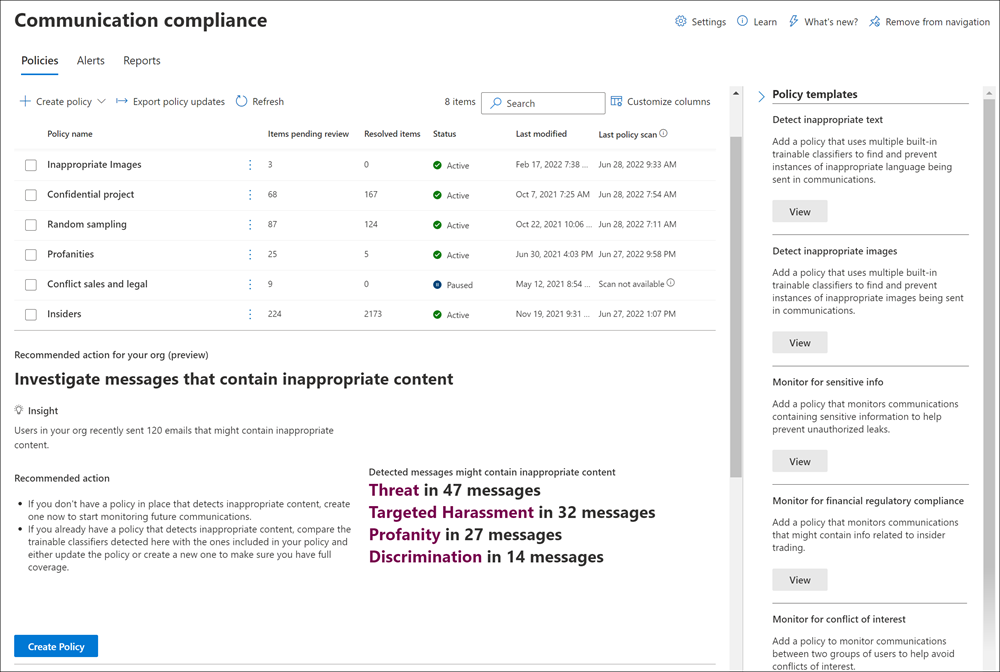 Communication compliance
Settings Learn What's new? Remove from navigation
Policies Alerts Reports
Create policy Export policy updates Refresh 8 items Search Customize columns
Policy name Items pending review Resolved items Status Last modified Last policy scan
Inappropriate Images 3 0 Active Feb 17, 2022 7:38 ... Jun 28, 2022 9:33 AM
Confidential project 68 167 Active Oct 7, 2021 7:25 AM Jun 28, 2022 7:54 AM
Random sampling 87 124 Active Oct 22, 2021 10:06 ... Jun 28, 2022 7:11 AM
Profanities 25 5 Active Jun 30, 2021 4:03 PM Jun 27, 2022 9:58 PM
Conflict sales and legal 9 0 Paused May 12, 2021 8:54 ... Scan not available
Insiders 224 2173 Active Nov 19, 2021 9:31 ... Jun 27, 2022 1:07 PM
Recommended action for your org (preview)
Investigate messages that contain inappropriate content
Insight
Users in your org recently sent 120 emails that might contain inappropriate
content.
Recommended action
• If you don't have a policy in place that detects inappropriate content, create
one now to start monitoring future communications.
• If you already have a policy that detects inappropriate content, compare the
trainable classifiers detected here with the ones included in your policy and
either update the policy or create a new one to make sure you have full
coverage.
Detected messages might contain inappropriate content
Threat in 47 messages
Targeted Harassment in 32 messages
Profanity in 27 messages
Discrimination in 14 messages
Create Policy
Policy templates
Detect inappropriate text
Add a policy that uses multiple built-in
trainable classifiers to find and prevent
instances of inappropriate language being
sent in communications.
View
Detect inappropriate images
Add a policy that uses multiple built-in
trainable classifiers to find and prevent
instances of inappropriate images being sent
in communications.
View
Monitor for sensitive info
Add a policy that monitors communications
containing sensitive information to help
prevent unauthorized leaks.
View
Monitor for financial regulatory compliance
Add a policy that monitors communications
that might contain info related to insider
trading.
View
Monitor for conflict of interest
Add a policy to monitor communications
between two groups of users to help avoid
conflicts of interest.